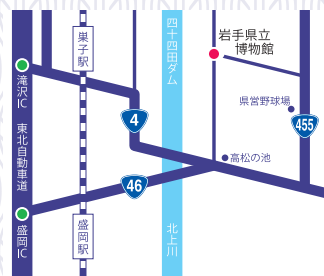 四十四田ダム
巣子駅
岩手県立
博物館
滝沢IC
県営野球場
4
455
東北自動車道
高松の池
46
盛岡駅
北上川
盛岡IC